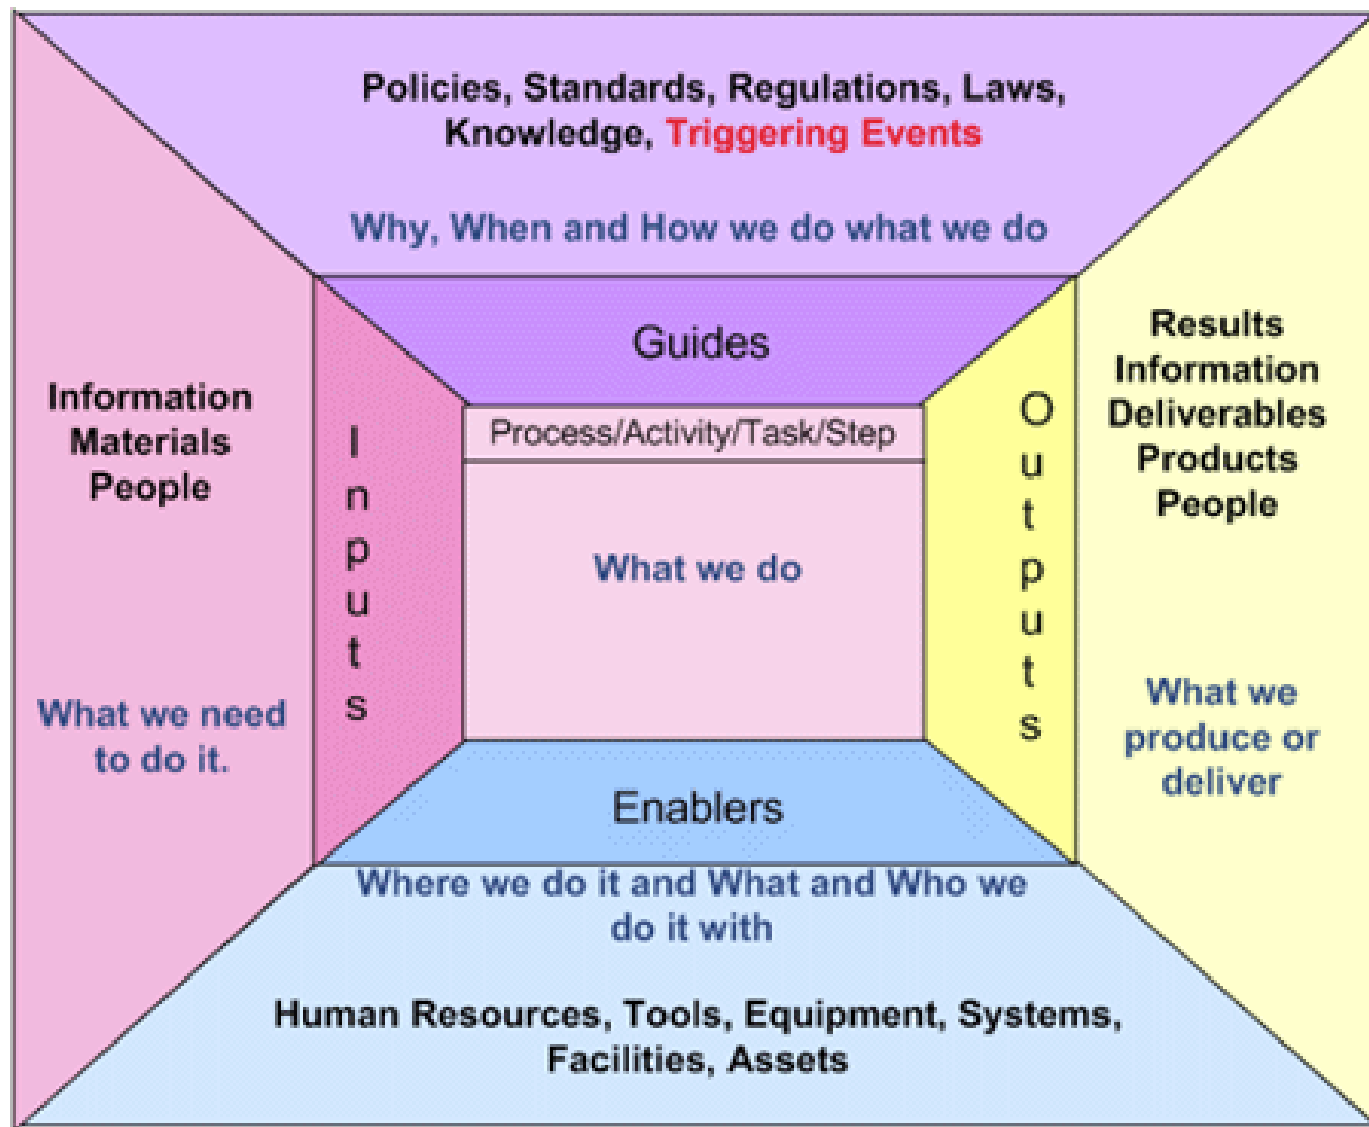 Policies, Standards, Regulations, Laws,
Knowledge, Triggering Events
Why, When and How we do what we do
Guides
Information
Materials
People
What we need
to do it.
Inputs
Process/Activity/Task/Step
What we do
Outputs
Results
Information
Deliverables
Products
People
What we
produce or
deliver
Enablers
Where we do it and What and Who we
do it with
Human Resources, Tools, Equipment, Systems,
Facilities, Assets